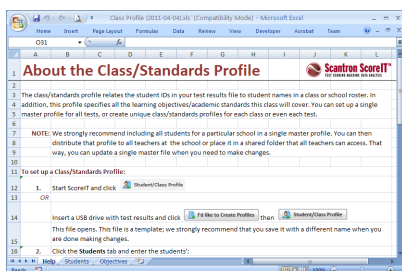 Class Profile (2011-04-04).xls [Compatibility Mode] - Microsoft Excel
Home Insert Page Layout Formulas Data Review View Developer Acrobat Team
O31 fx
A B C D E F G H I J K L
1 About the Class/Standards Profile Scantron ScoreIT™
TEST SCORING MACHINE DATA ANALYSIS
2
3 The class/standards profile relates the student IDs in your test results file to student names in a class or school roster. In
4 addition, this profile specifies all the learning objectives/academic standards this class will cover. You can set up a single
5 master profile for all tests, or create unique class/standards profiles for each class or even each test.
6
7 NOTE: We strongly recommend including all students for a particular school in a single master profile. You can then
8 distribute that profile to all teachers at the school or place it in a shared folder that all teachers can access. That
9 way, you can update a single master file when you need to make changes.
10
11 To set up a Class/Standards Profile:
12 1. Start ScoreIT and click Student/Class Profile
13 OR
Insert a USB drive with test results and click I'd like to Create Profiles then Student/Class Profile
This file opens. This file is a template; we strongly recommend that you save it with a different name when you
15 are done making changes.
16 2. Click the Students tab and enter the students':
Help Students Objectives
Ready 100%